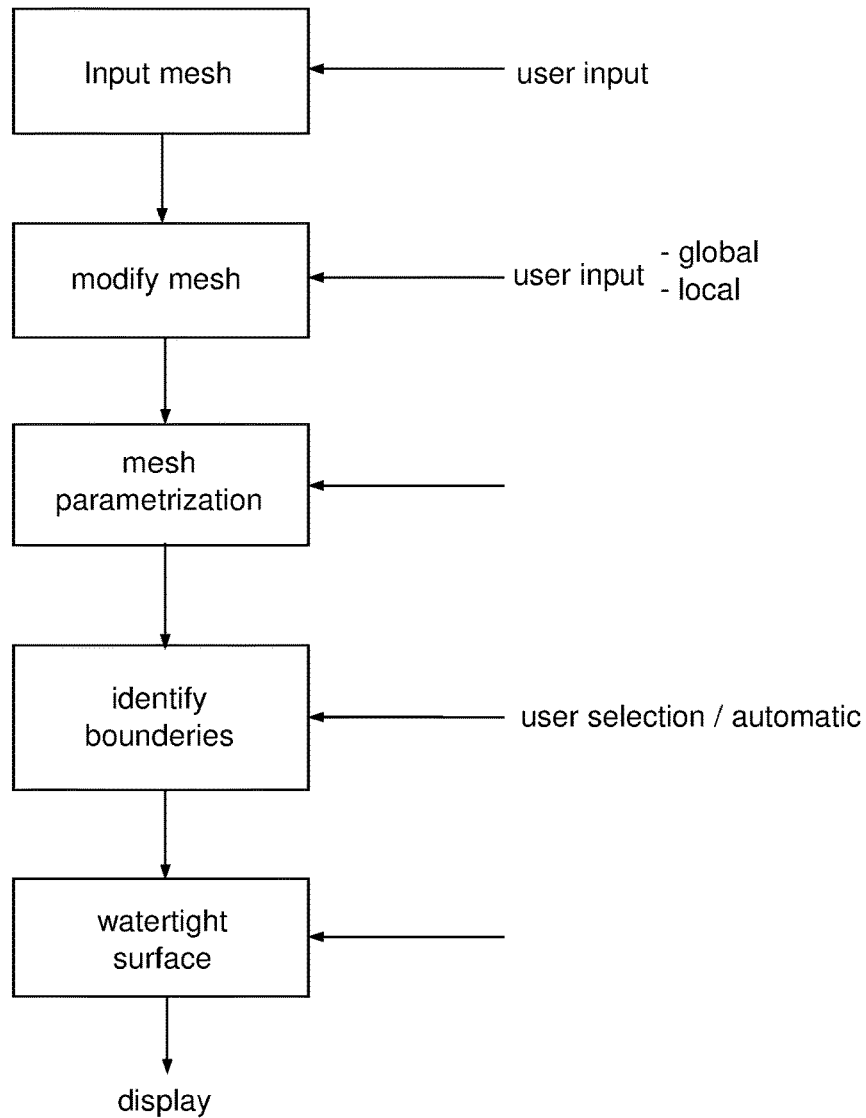 Input mesh
user input
modify mesh
user input
- global
- local
mesh
parametrization
identify
bounderies
user selection / automatic
watertight
surface
display